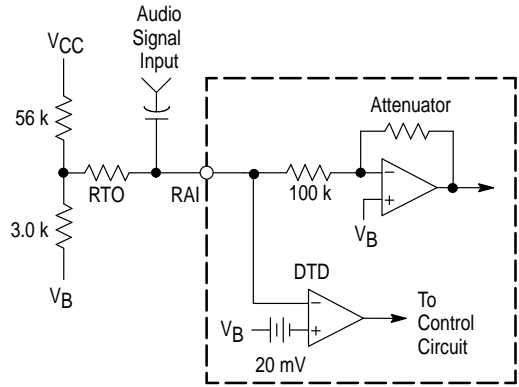 Audio
Signal
Input
VCC
56 k
RTO
RAI
3.0 k
VB
Attenuator
100 k
VB
DTD
VB
20 mV
To
Control
Circuit